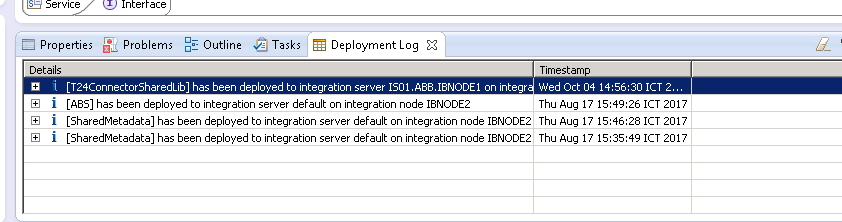 Service Interface
Properties Problems Outline Tasks Deployment Log
Details Timestamp
[T24ConnectorSharedLib] has been deployed to integration server IS01.ABB.IBNODE1 on integra Wed Oct 04 14:56:30 ICT 2...
[ABS] has been deployed to integration server default on integration node IBNODE2 Thu Aug 17 15:49:26 ICT 2017
[SharedMetadata] has been deployed to integration server default on integration node IBNODE2 Thu Aug 17 15:46:28 ICT 2017
[SharedMetadata] has been deployed to integration server default on integration node IBNODE2 Thu Aug 17 15:35:49 ICT 2017